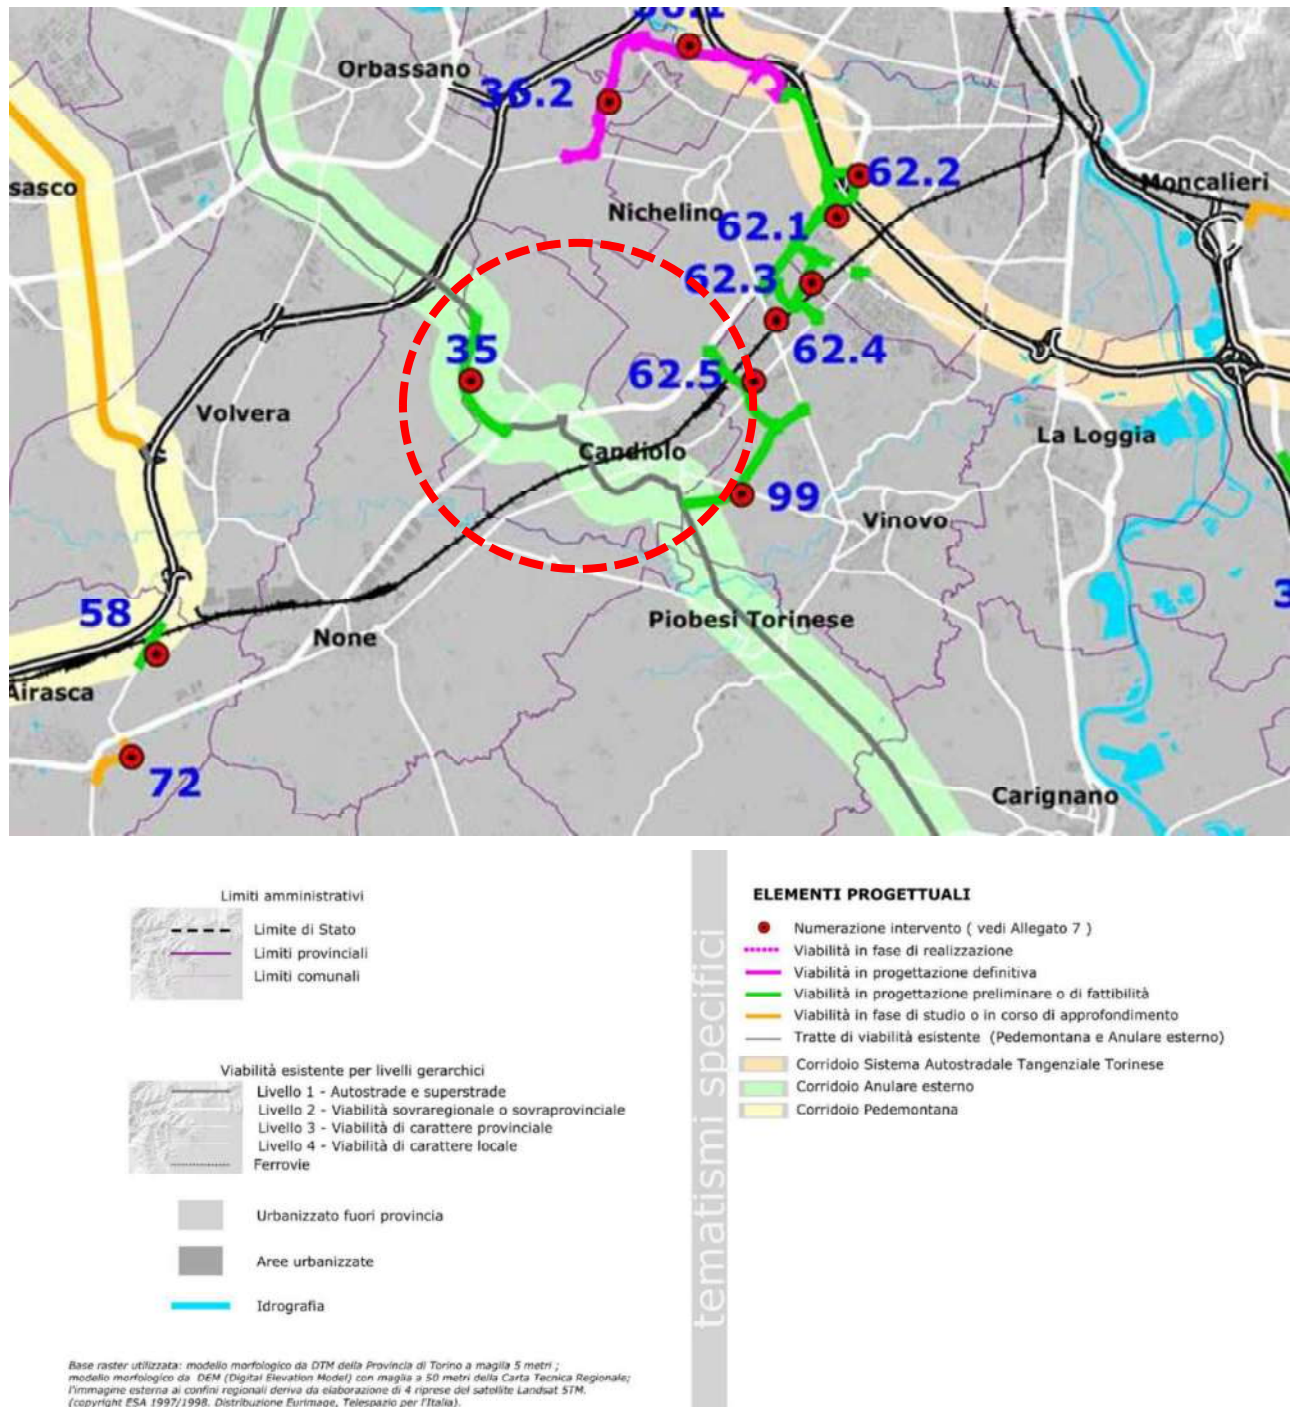 36.1
Orbassano
36.2
sasco
62.2
Moncalieri
Nichelino
62.1
62.3
35
62.4
62.5
Volvera
La Loggia
Candiolo
99
Vinovo
58
3
None
Piobesi Torinese
Airasca
72
Carignano
Limiti amministrativi
Limite di Stato
Limiti provinciali
Limiti comunali
Viabilità esistente per livelli gerarchici
Livello 1 - Autostrade e superstrade
Livello 2 - Viabilità sovraregionale o sovraprovinciale
Livello 3 - Viabilità di carattere provinciale
Livello 4 - Viabilità di carattere locale
Ferrovie
Urbanizzato fuori provincia
Aree urbanizzate
Idrografia
Base raster utilizzata: modello morfologico da DTM della Provincia di Torino a maglia 5 metri ;
modello morfologico da DEM (Digital Elevation Model) con maglia a 50 metri della Carta Tecnica Regionale;
l'immagine esterna ai confini regionali deriva da elaborazione di 4 riprese del satellite Landsat 5TM.
(copyright ESA 1997/1998. Distribuzione Eurimage, Telespazio per l'Italia).
tematismi specifici
ELEMENTI PROGETTUALI
Numerazione intervento ( vedi Allegato 7 )
Viabilità in fase di realizzazione
Viabilità in progettazione definitiva
Viabilità in progettazione preliminare o di fattibilità
Viabilità in fase di studio o in corso di approfondimento
Tratte di viabilità esistente (Pedemontana e Anulare esterno)
Corridoio Sistema Autostradale Tangenziale Torinese
Corridoio Anulare esterno
Corridoio Pedemontana